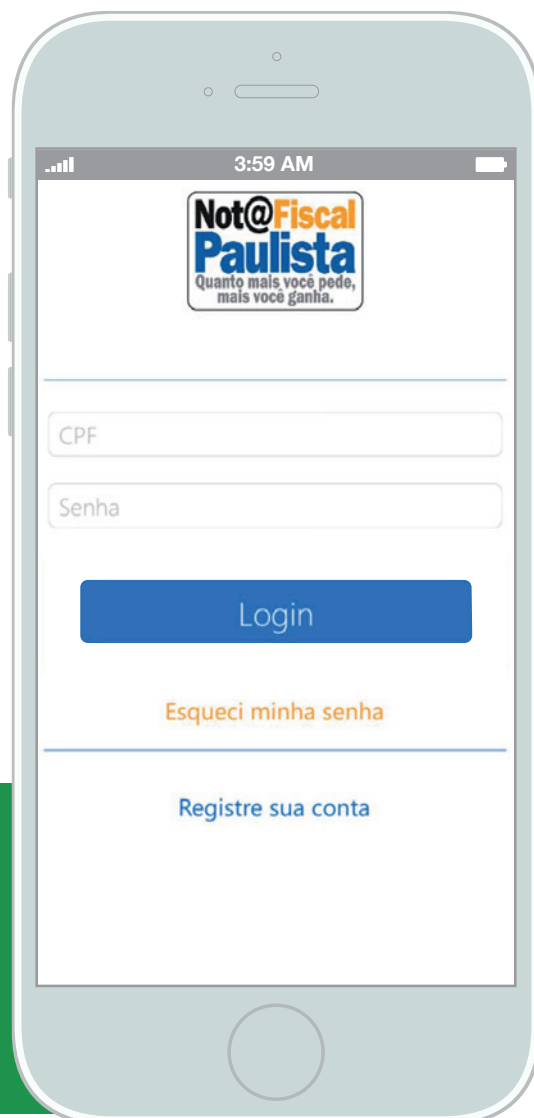 3:59 AM
Not@Fiscal
Paulista
Quanto mais você pede,
mais você ganha.
CPF
Senha
Login
Esqueci minha senha
Registre sua conta